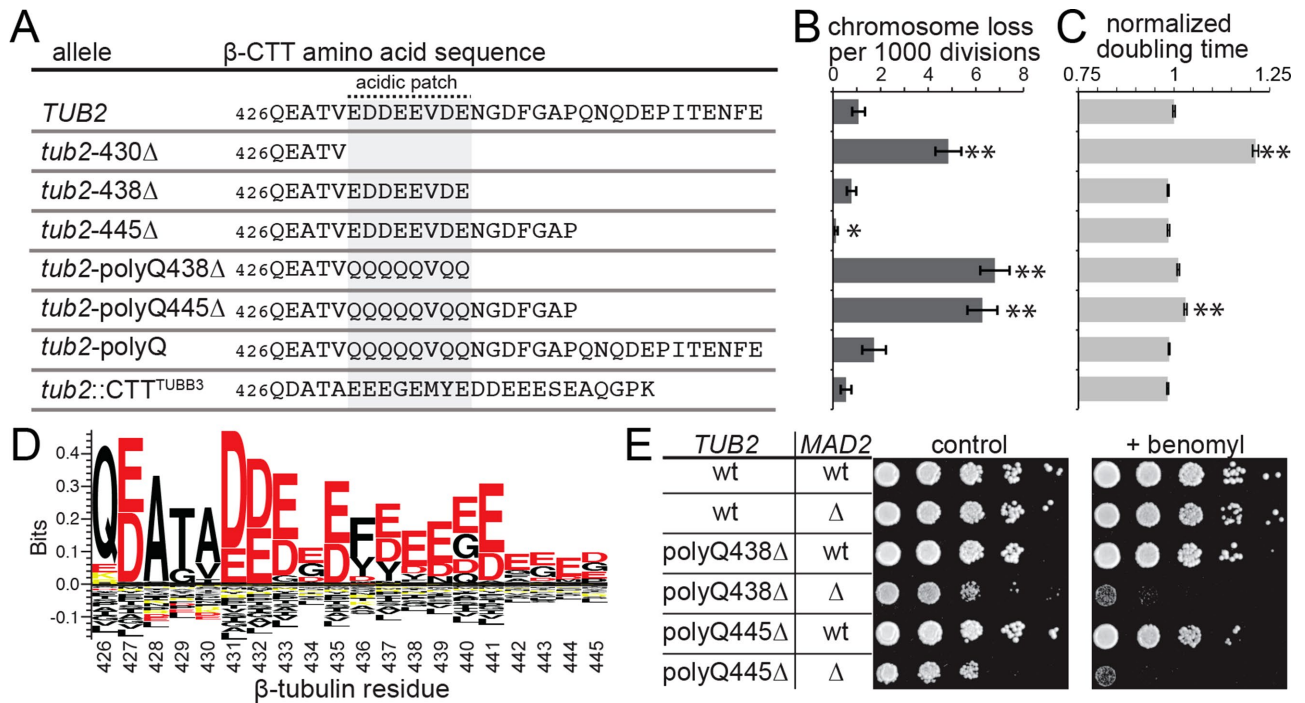 A
allele β-CTT amino acid sequence
acidic patch
TUB2 426QEATVEDDEEVDENGDFGAPQNQDEPITENFE
tub2-430Δ 426QEATV
tub2-438Δ 426QEATVEDDEEVDE
tub2-445Δ 426QEATVEDDEEVDENGDFGAP
tub2-polyQ438Δ 426QEATVQQQQQVQQ
tub2-polyQ445Δ 426QEATVQQQQQVQQNGDFGAP
tub2-polyQ 426QEATVQQQQQVQQNGDFGAPQNQDEPITENFE
tub2::CTTTUBB3 426QDATAEEEGEMYEDDEEESEAQGPK
B chromosome loss
per 1000 divisions
0 2 4 6 8
**
*
**
**
C normalized
doubling time
0.75 1 1.25
**
**
D
Bits
0.4
0.3
0.2
0.1
0.0
-0.1
426 427 428 429 430 431 432 433 434 435 436 437 438 439 440 441 442 443 444 445
β-tubulin residue
E TUB2 MAD2 control + benomyl
wt wt
wt Δ
polyQ438Δ wt
polyQ438Δ Δ
polyQ445Δ wt
polyQ445Δ Δ